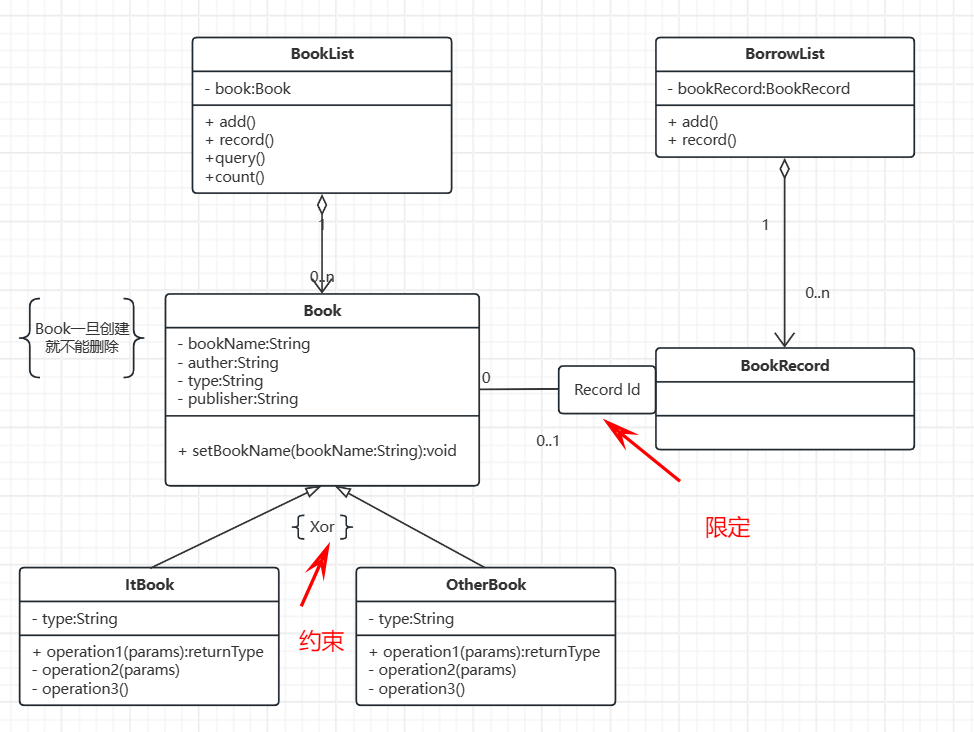 BookList
- book:Book
+ add()
+ record()
+query()
+count()
BorrowList
- bookRecord:BookRecord
+ add()
+ record()
1
0..n
1
0..n
Book一旦创建
就不能删除
Book
- bookName:String
- auther:String
- type:String
- publisher:String
+ setBookName(bookName:String):void
0
Record Id
0..1
BookRecord
限定
{ Xor }
约束
ItBook
- type:String
+ operation1(params):returnType
- operation2(params)
- operation3()
OtherBook
- type:String
+ operation1(params):returnType
- operation2(params)
- operation3()